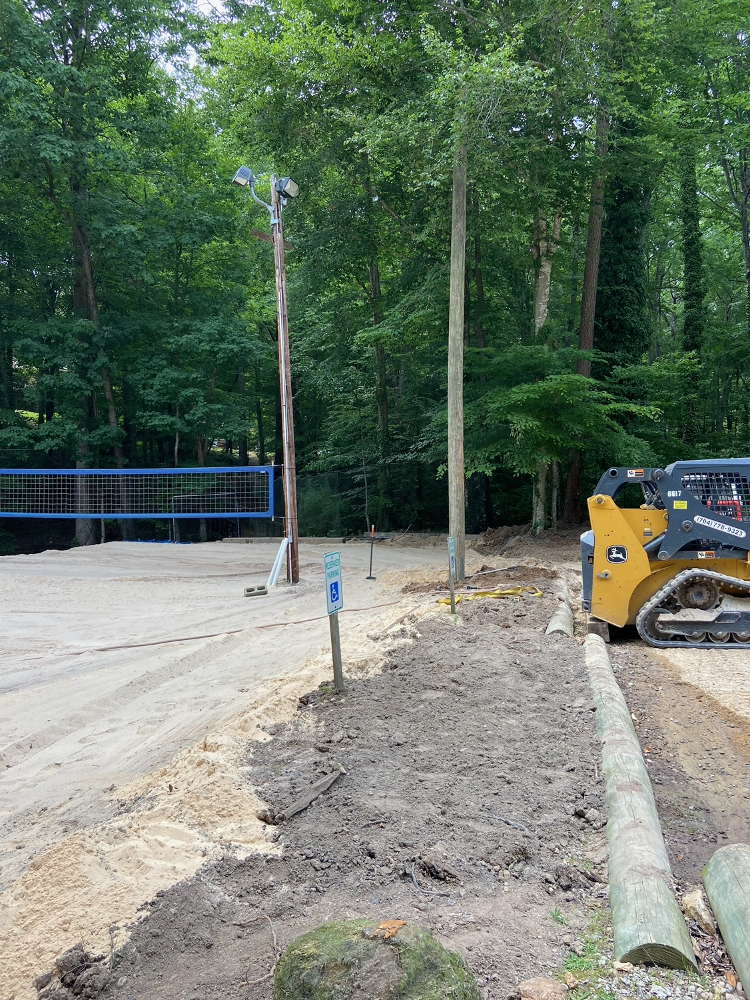 RESERVED
PARKING
6617
(704)778-9323